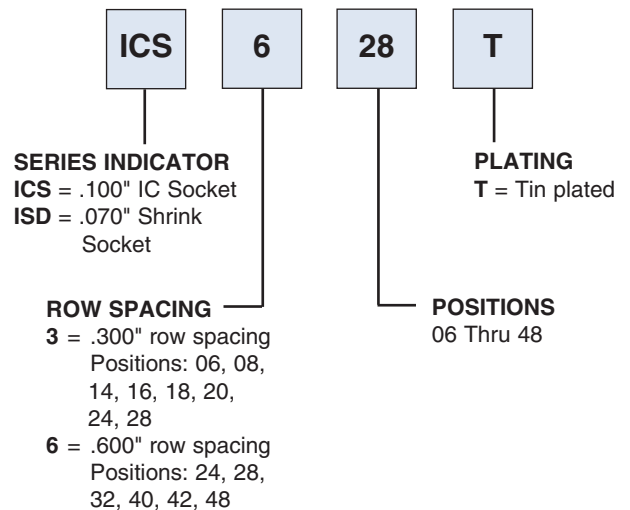 ICS 6 28 T
SERIES INDICATOR
ICS = .100" IC Socket
ISD = .070" Shrink
Socket
PLATING
T = Tin plated
ROW SPACING
3 = .300" row spacing
Positions: 06, 08,
14, 16, 18, 20,
24, 28
6 = .600" row spacing
Positions: 24, 28,
32, 40, 42, 48
POSITIONS
06 Thru 48